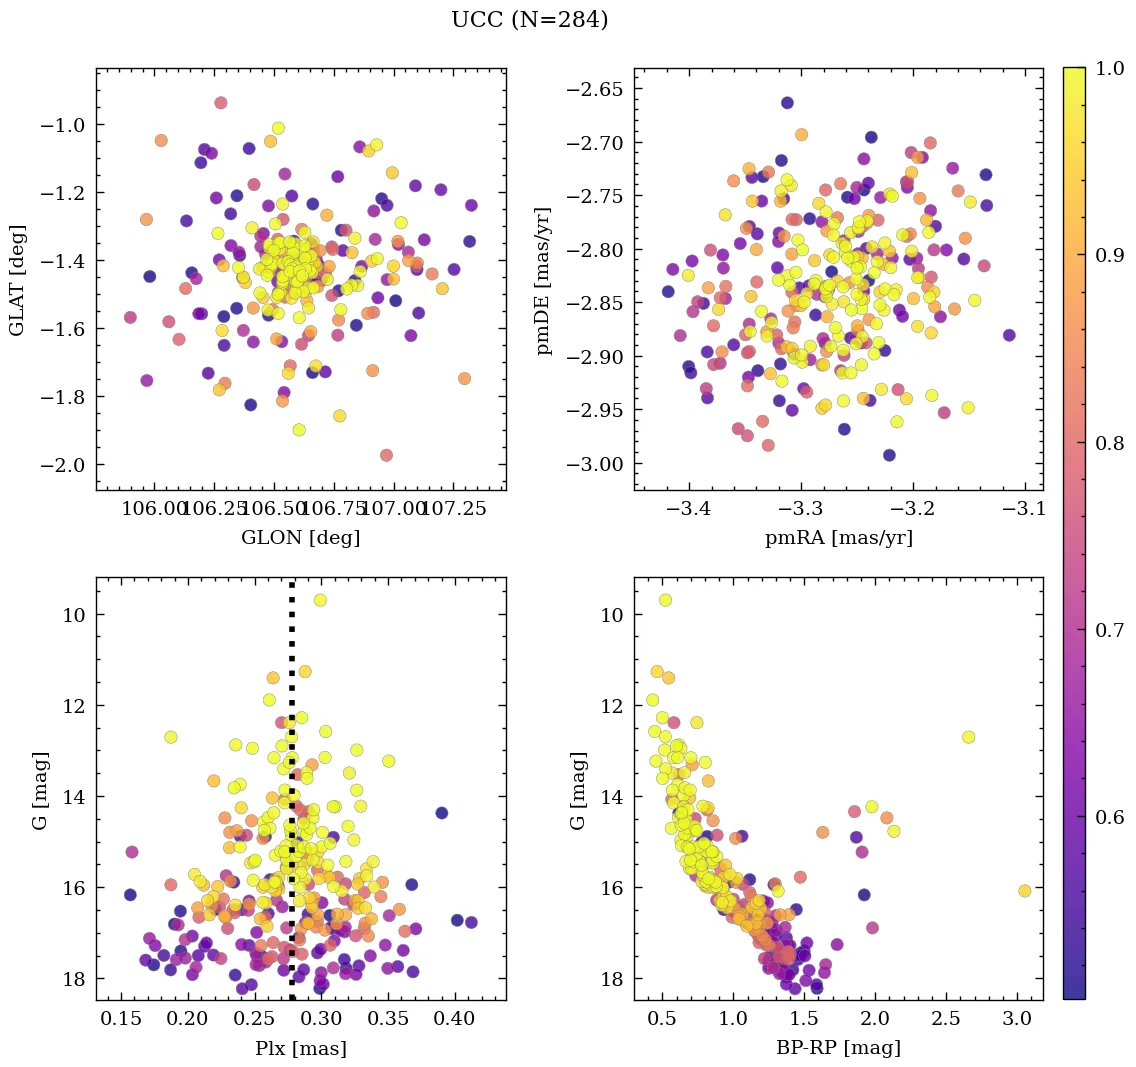 UCC (N=284)
−1.0
−1.2
−1.4
−1.6
−1.8
−2.0
GLAT [deg]
106.00 106.25 106.50 106.75 107.00 107.25
GLON [deg]
−2.65
−2.70
−2.75
−2.80
−2.85
−2.90
−2.95
−3.00
pmDE [mas/yr]
−3.4 −3.3 −3.2 −3.1
pmRA [mas/yr]
10
12
14
16
18
G [mag]
0.15 0.20 0.25 0.30 0.35 0.40
Plx [mas]
10
12
14
16
18
G [mag]
0.5 1.0 1.5 2.0 2.5 3.0
BP-RP [mag]
1.0
0.9
0.8
0.7
0.6